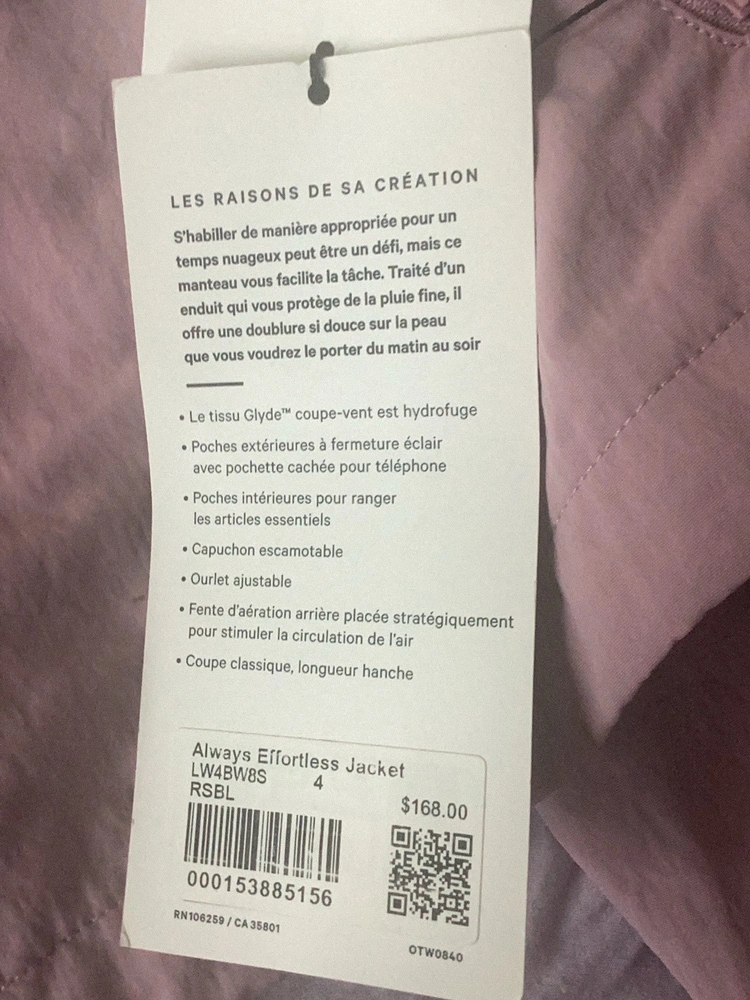 LES RAISONS DE SA CRÉATION
S'habiller de manière appropriée pour un
temps nuageux peut être un défi, mais ce
manteau vous facilite la tâche. Traité d'un
enduit qui vous protège de la pluie fine, il
offre une doublure si douce sur la peau
que vous voudrez le porter du matin au soir
• Le tissu Glyde™ coupe-vent est hydrofuge
• Poches extérieures à fermeture éclair
avec pochette cachée pour téléphone
• Poches intérieures pour ranger
les articles essentiels
• Capuchon escamotable
• Ourlet ajustable
• Fente d'aération arrière placée stratégiquement
pour stimuler la circulation de l'air
• Coupe classique, longueur hanche
Always Effortless Jacket
LW4BW8S 4
RSBL
$168.00
000153885156
RN106259 / CA35801
OTW0840